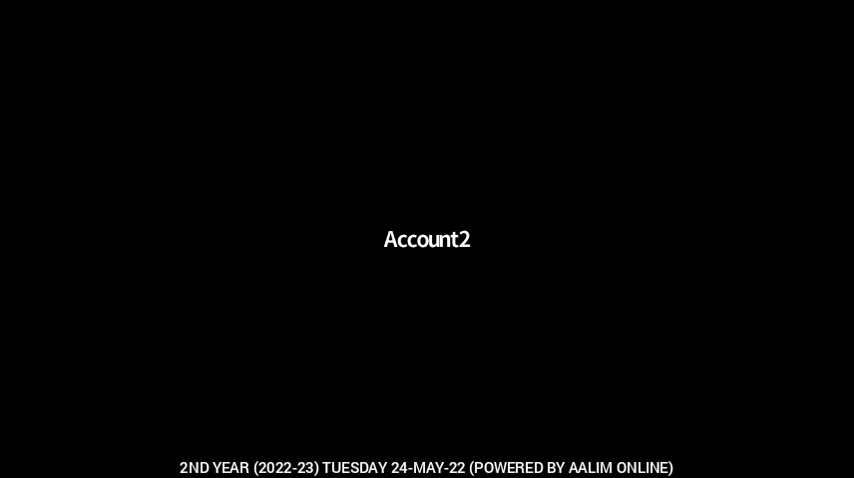 Account2
2ND YEAR (2022-23) TUESDAY 24-MAY-22 (POWERED BY AALIM ONLINE)